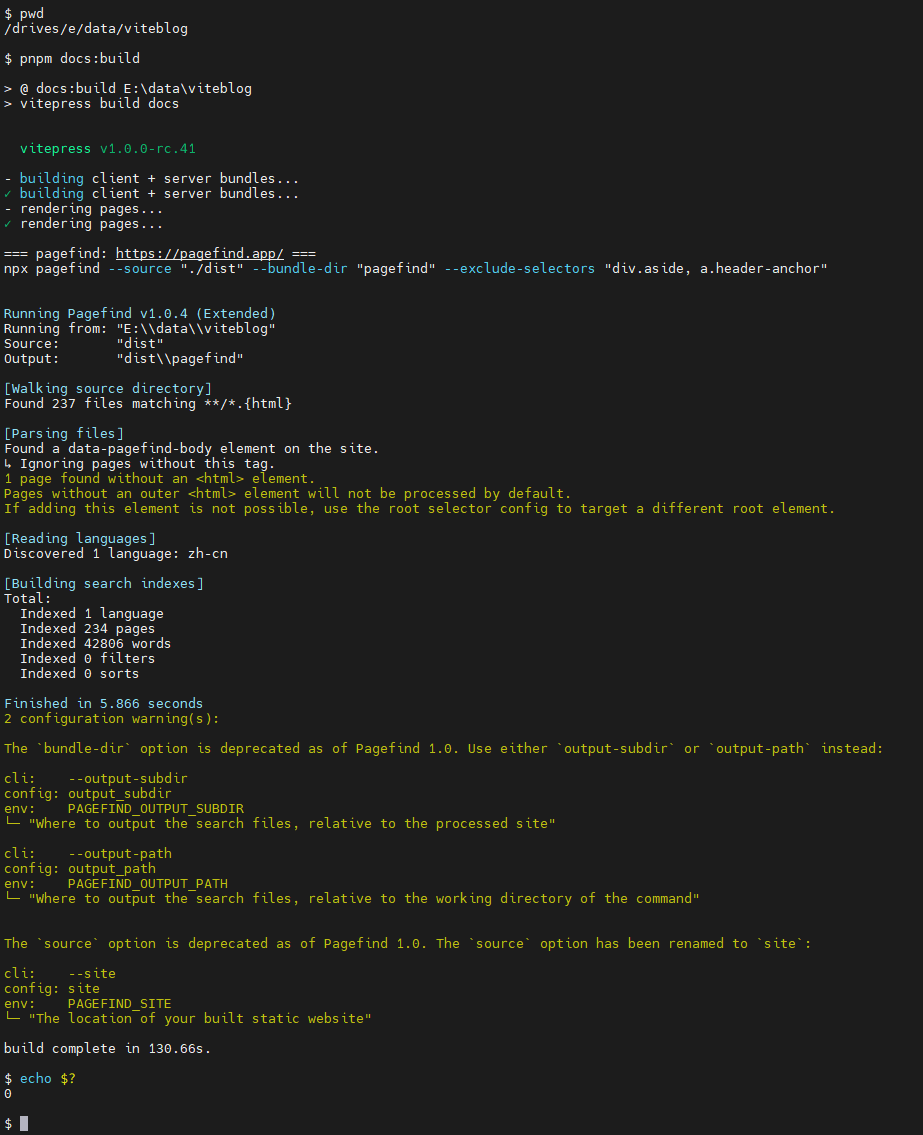 $ pwd
/drives/e/data/viteblog
$ pnpm docs:build
> @ docs:build E:\data\viteblog
> vitepress build docs
vitepress v1.0.0-rc.41
- building client + server bundles...
✓ building client + server bundles...
- rendering pages...
✓ rendering pages...
=== pagefind: https://pagefind.app/ ===
npx pagefind --source "./dist" --bundle-dir "pagefind" --exclude-selectors "div.aside, a.header-anchor"
Running Pagefind v1.0.4 (Extended)
Running from: "E:\\data\\viteblog"
Source:       "dist"
Output:       "dist\\pagefind"
[Walking source directory]
Found 237 files matching **/*.{html}
[Parsing files]
Found a data-pagefind-body element on the site.
↳ Ignoring pages without this tag.
1 page found without an <html> element.
Pages without an outer <html> element will not be processed by default.
If adding this element is not possible, use the root selector config to target a different root element.
[Reading languages]
Discovered 1 language: zh-cn
[Building search indexes]
Total:
  Indexed 1 language
  Indexed 234 pages
  Indexed 42806 words
  Indexed 0 filters
  Indexed 0 sorts
Finished in 5.866 seconds
2 configuration warning(s):
The `bundle-dir` option is deprecated as of Pagefind 1.0. Use either `output-subdir` or `output-path` instead:
cli:    --output-subdir
config: output_subdir
env:    PAGEFIND_OUTPUT_SUBDIR
└─ "Where to output the search files, relative to the processed site"
cli:    --output-path
config: output_path
env:    PAGEFIND_OUTPUT_PATH
└─ "Where to output the search files, relative to the working directory of the command"
The `source` option is deprecated as of Pagefind 1.0. The `source` option has been renamed to `site`:
cli:    --site
config: site
env:    PAGEFIND_SITE
└─ "The location of your built static website"
build complete in 130.66s.
$ echo $?
0
$